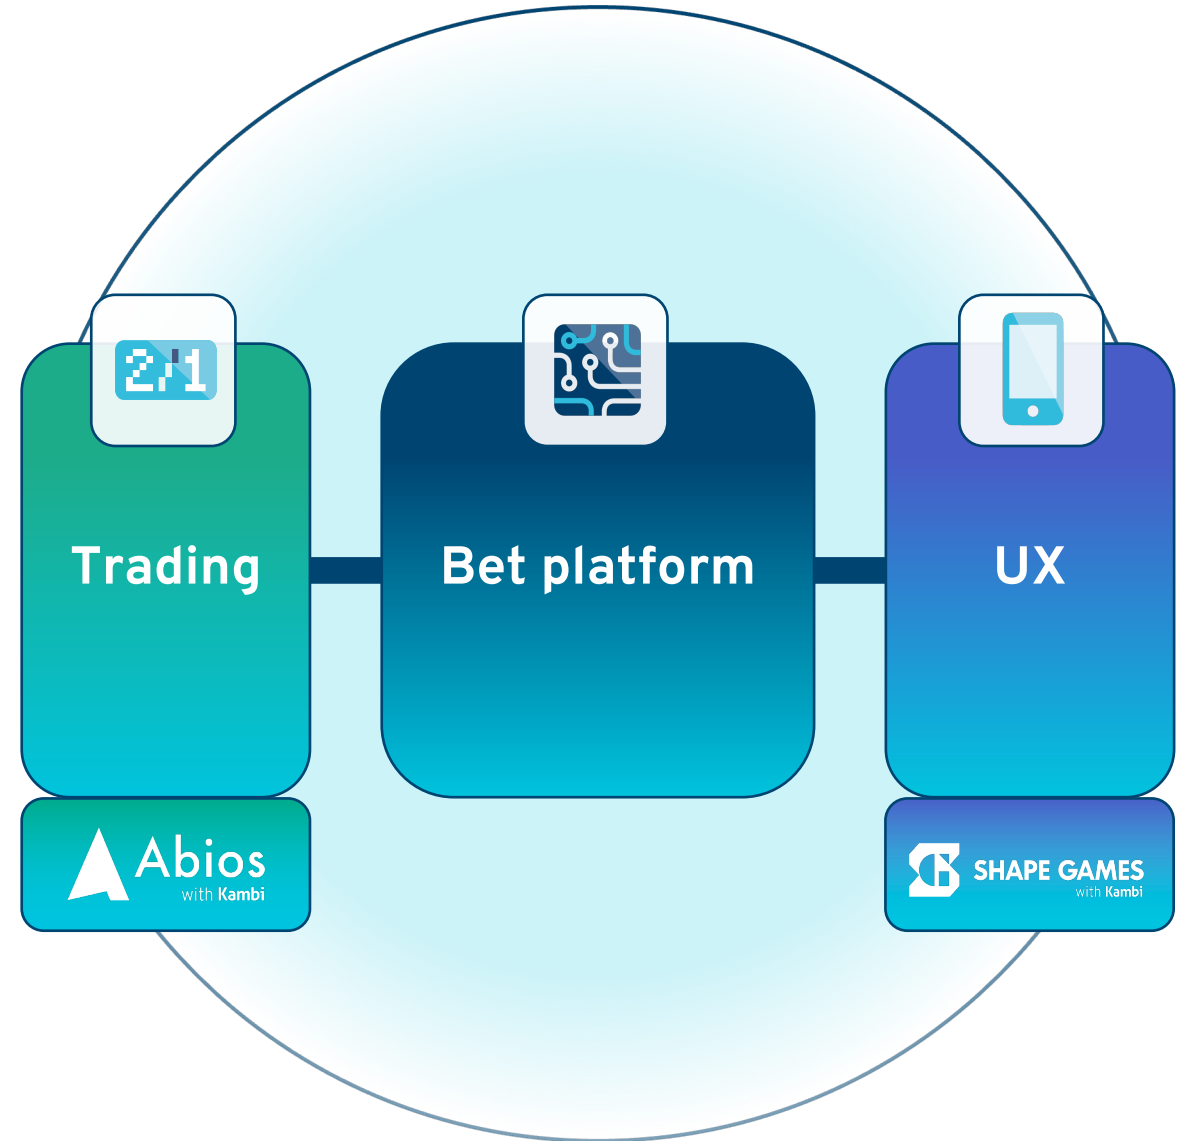 2/1
Trading
Bet platform
UX
Abios
with Kambi
SHAPE GAMES
with Kambi